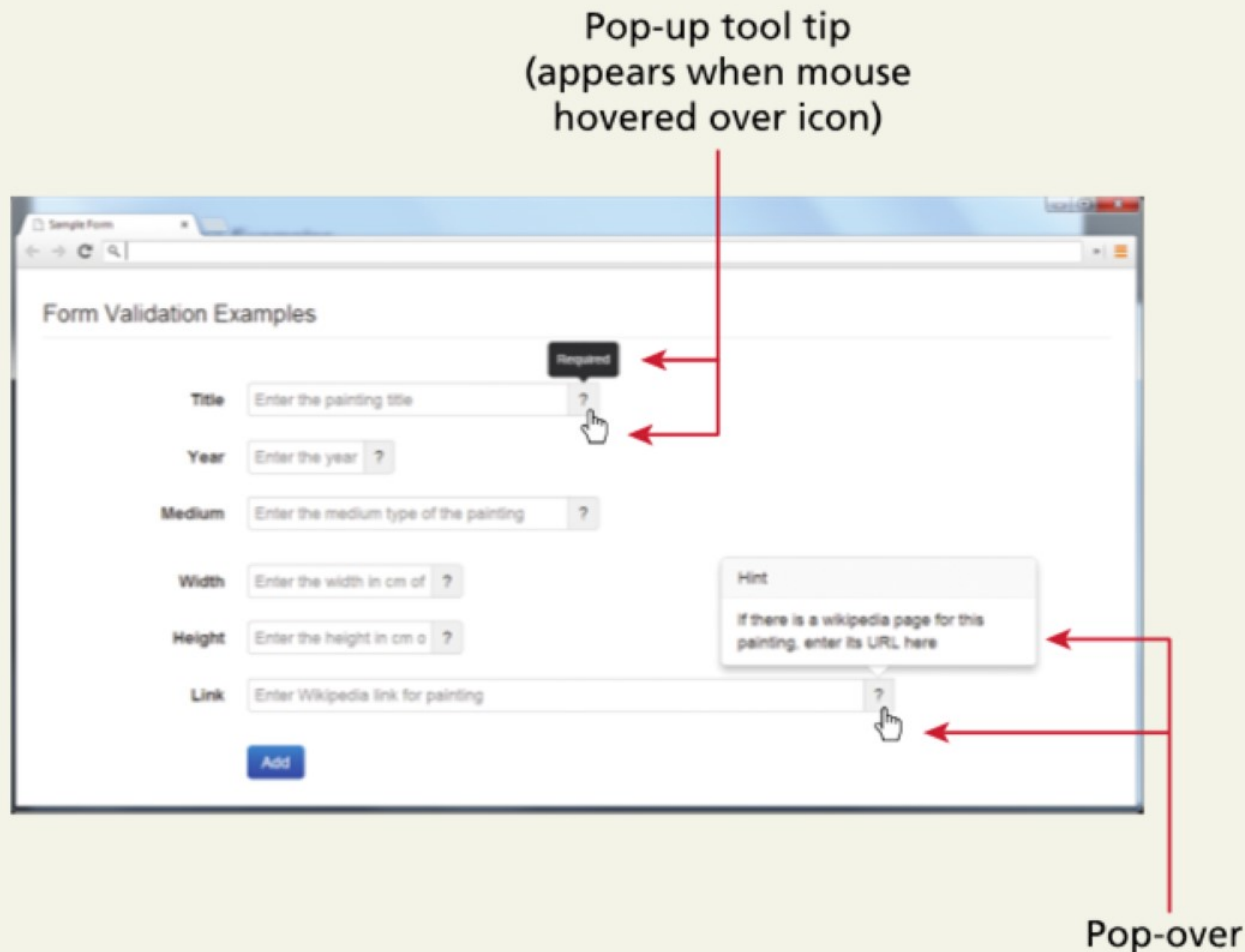 Pop-up tool tip
(appears when mouse
hovered over icon)
Sample Form
Form Validation Examples
Required
Title Enter the painting title ?
Year Enter the year ?
Medium Enter the medium type of the painting ?
Width Enter the width in cm of ?
Hint
If there is a wikipedia page for this
painting, enter its URL here
Height Enter the height in cm o ?
Link Enter Wikipedia link for painting ?
Add
Pop-over